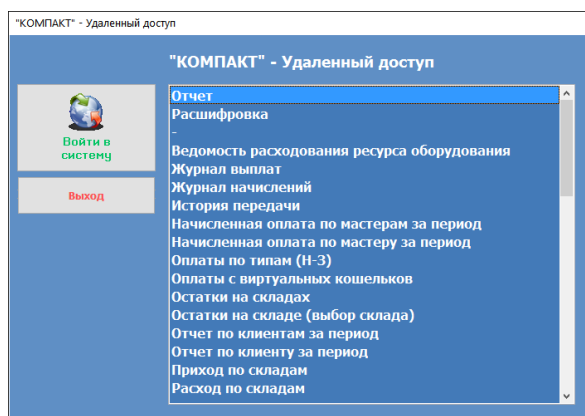 "КОМПАКТ" - Удаленный доступ
"КОМПАКТ" - Удаленный доступ
Войти в
систему
Выход
Отчет
Расшифровка
-
Ведомость расходования ресурса оборудования
Журнал выплат
Журнал начислений
История передачи
Начисленная оплата по мастерам за период
Начисленная оплата по мастеру за период
Оплаты по типам (Н-З)
Оплаты с виртуальных кошельков
Остатки на складах
Остатки на складе (выбор склада)
Отчет по клиентам за период
Отчет по клиенту за период
Приход по складам
Расход по складам